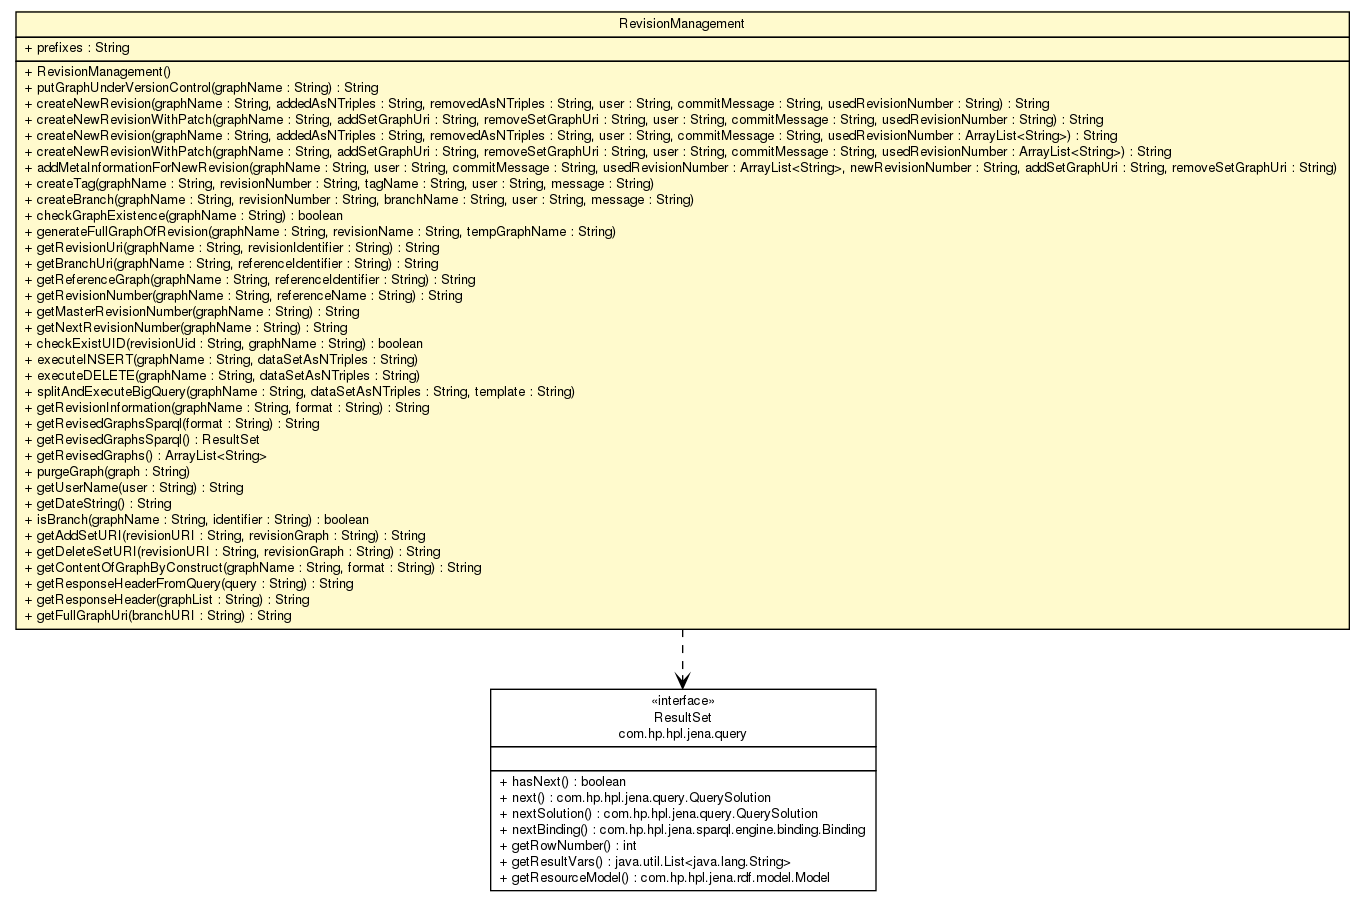 RevisionManagement
+ prefixes : String
+ RevisionManagement()
+ putGraphUnderVersionControl(graphName : String) : String
+ createNewRevision(graphName : String, addedAsNTriples : String, removedAsNTriples : String, user : String, commitMessage : String, usedRevisionNumber : String) : String
+ createNewRevisionWithPatch(graphName : String, addSetGraphUri : String, removeSetGraphUri : String, user : String, commitMessage : String, usedRevisionNumber : String) : String
+ createNewRevision(graphName : String, addedAsNTriples : String, removedAsNTriples : String, user : String, commitMessage : String, usedRevisionNumber : ArrayList<String>) : String
+ createNewRevisionWithPatch(graphName : String, addSetGraphUri : String, removeSetGraphUri : String, user : String, commitMessage : String, usedRevisionNumber : ArrayList<String>) : String
+ addMetaInformationForNewRevision(graphName : String, user : String, commitMessage : String, usedRevisionNumber : ArrayList<String>, newRevisionNumber : String, addSetGraphUri : String, removeSetGraphUri : String)
+ createTag(graphName : String, revisionNumber : String, tagName : String, user : String, message : String)
+ createBranch(graphName : String, revisionNumber : String, branchName : String, user : String, message : String)
+ checkGraphExistence(graphName : String) : boolean
+ generateFullGraphOfRevision(graphName : String, revisionName : String, tempGraphName : String)
+ getRevisionUri(graphName : String, revisionIdentifier : String) : String
+ getBranchUri(graphName : String, referenceIdentifier : String) : String
+ getReferenceGraph(graphName : String, referenceIdentifier : String) : String
+ getRevisionNumber(graphName : String, referenceName : String) : String
+ getMasterRevisionNumber(graphName : String) : String
+ getNextRevisionNumber(graphName : String) : String
+ checkExistUID(revisionUid : String, graphName : String) : boolean
+ executeINSERT(graphName : String, dataSetAsNTriples : String)
+ executeDELETE(graphName : String, dataSetAsNTriples : String)
+ splitAndExecuteBigQuery(graphName : String, dataSetAsNTriples : String, template : String)
+ getRevisionInformation(graphName : String, format : String) : String
+ getRevisedGraphsSparql(format : String) : String
+ getRevisedGraphsSparql() : ResultSet
+ getRevisedGraphs() : ArrayList<String>
+ purgeGraph(graph : String)
+ getUserName(user : String) : String
+ getDateString() : String
+ isBranch(graphName : String, identifier : String) : boolean
+ getAddSetURI(revisionURI : String, revisionGraph : String) : String
+ getDeleteSetURI(revisionURI : String, revisionGraph : String) : String
+ getContentOfGraphByConstruct(graphName : String, format : String) : String
+ getResponseHeaderFromQuery(query : String) : String
+ getResponseHeader(graphList : String) : String
+ getFullGraphUri(branchURI : String) : String
«interface»
ResultSet
com.hp.hpl.jena.query
+ hasNext() : boolean
+ next() : com.hp.hpl.jena.query.QuerySolution
+ nextSolution() : com.hp.hpl.jena.query.QuerySolution
+ nextBinding() : com.hp.hpl.jena.sparql.engine.binding.Binding
+ getRowNumber() : int
+ getResultVars() : java.util.List<java.lang.String>
+ getResourceModel() : com.hp.hpl.jena.rdf.model.Model